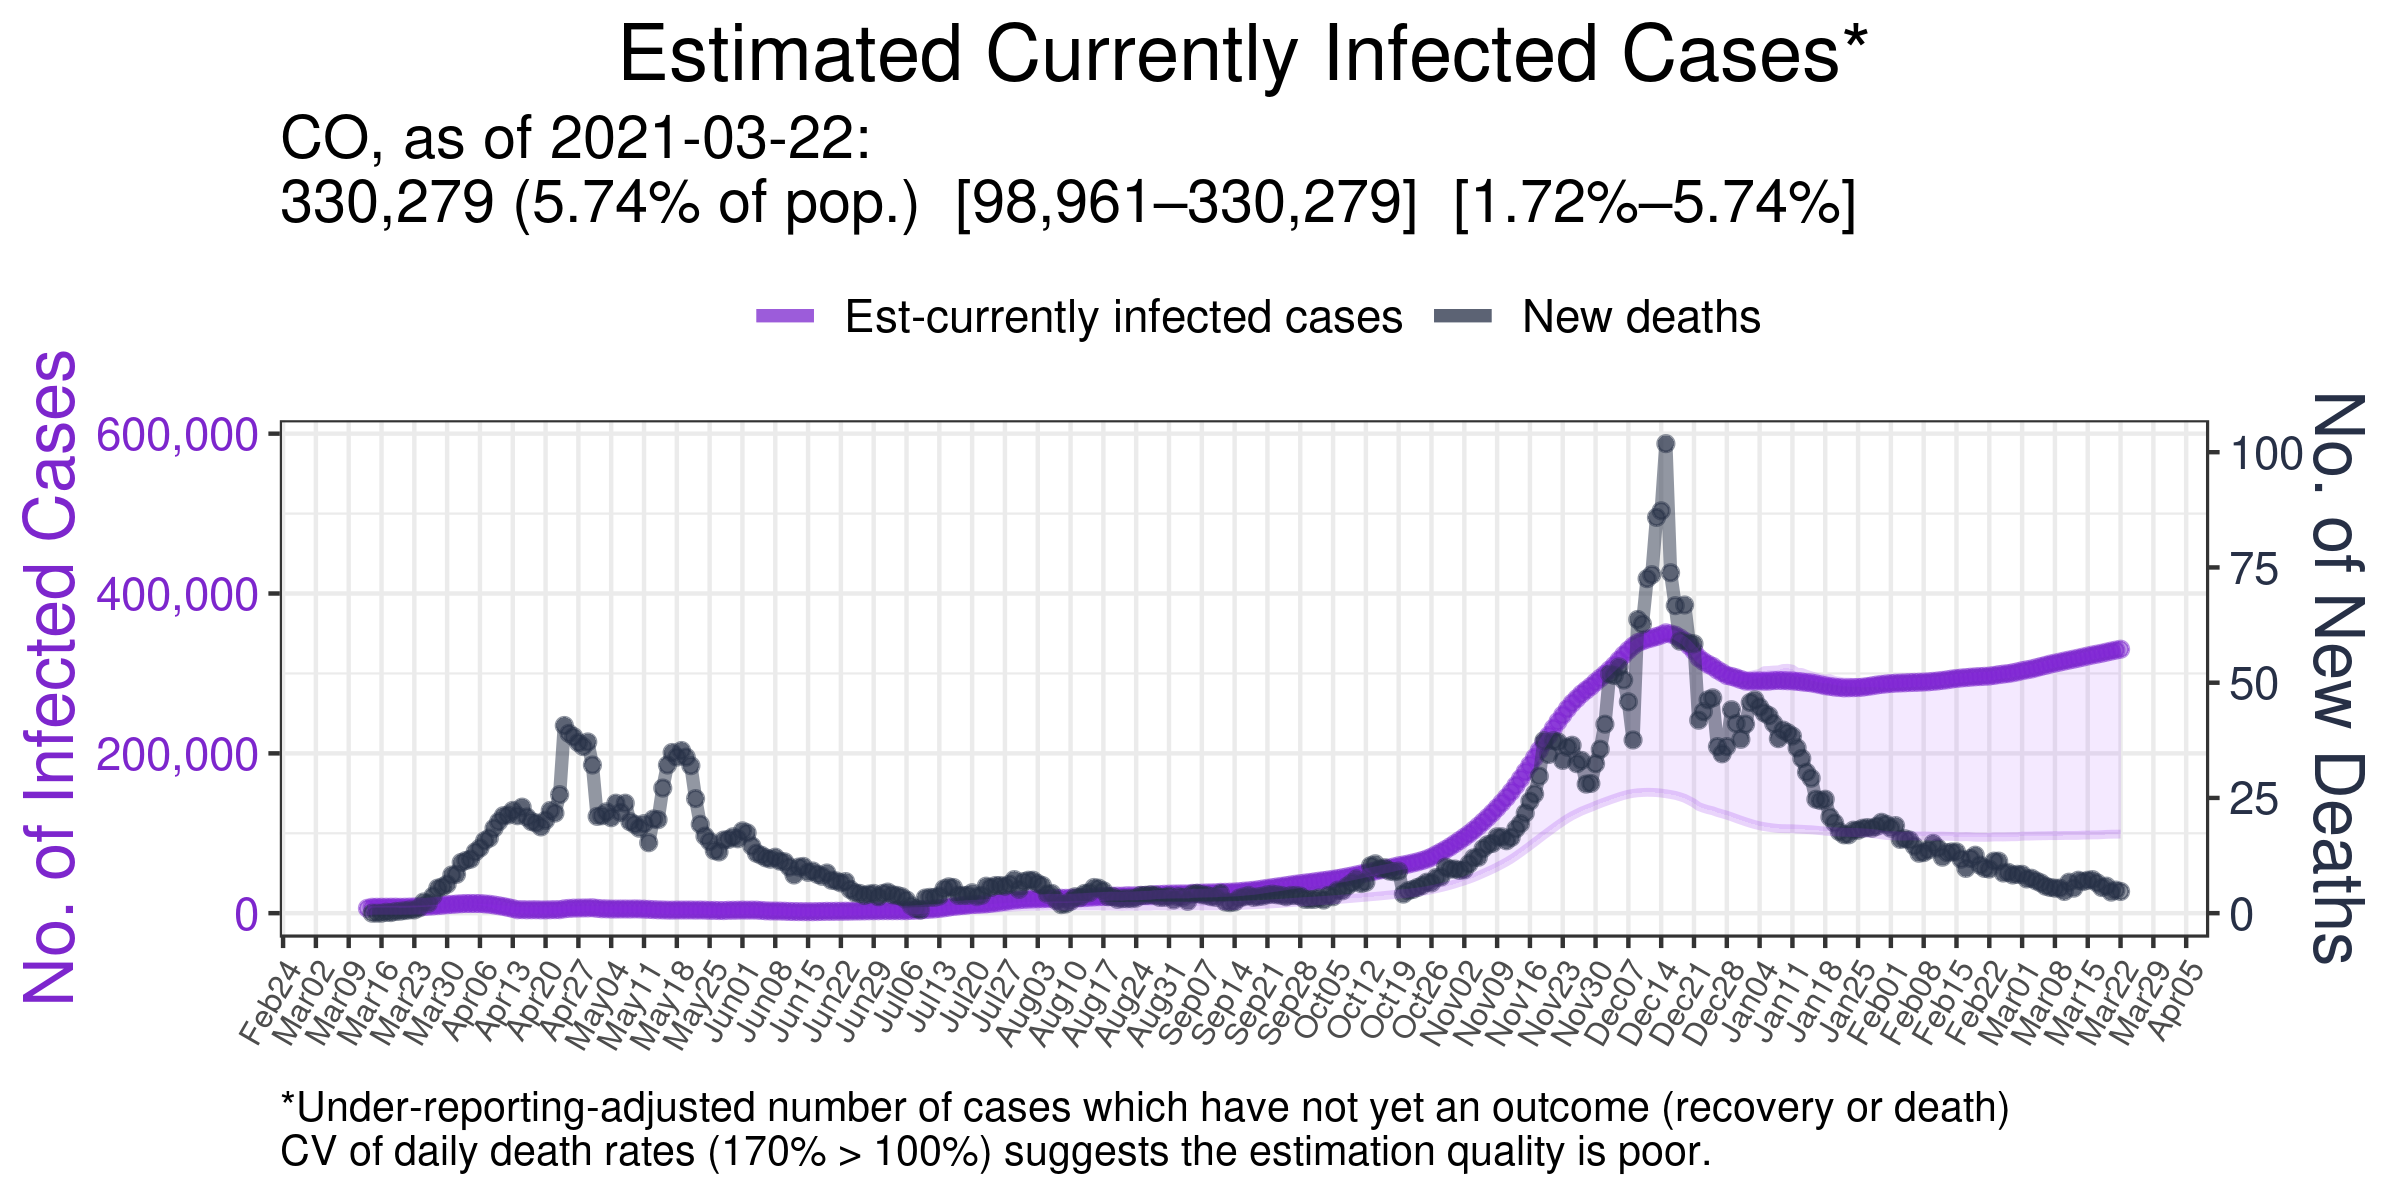 Estimated Currently Infected Cases*
CO, as of 2021-03-22:
330,279 (5.74% of pop.) [98,961–330,279] [1.72%–5.74%]
Est-currently infected cases
New deaths
No. of Infected Cases
600,000
400,000
200,000
0
100
75
50
25
0
No. of New Deaths
Feb24
Mar02
Mar09
Mar16
Mar23
Mar30
Apr06
Apr13
Apr20
Apr27
May04
May11
May18
May25
Jun01
Jun08
Jun15
Jun22
Jun29
Jul06
Jul13
Jul20
Jul27
Aug03
Aug10
Aug17
Aug24
Aug31
Sep07
Sep14
Sep21
Sep28
Oct05
Oct12
Oct19
Oct26
Nov02
Nov09
Nov16
Nov23
Nov30
Dec07
Dec14
Dec21
Dec28
Jan04
Jan11
Jan18
Jan25
Feb01
Feb08
Feb15
Feb22
Mar01
Mar08
Mar15
Mar22
Mar29
Apr05
*Under-reporting-adjusted number of cases which have not yet an outcome (recovery or death)
CV of daily death rates (170% > 100%) suggests the estimation quality is poor.